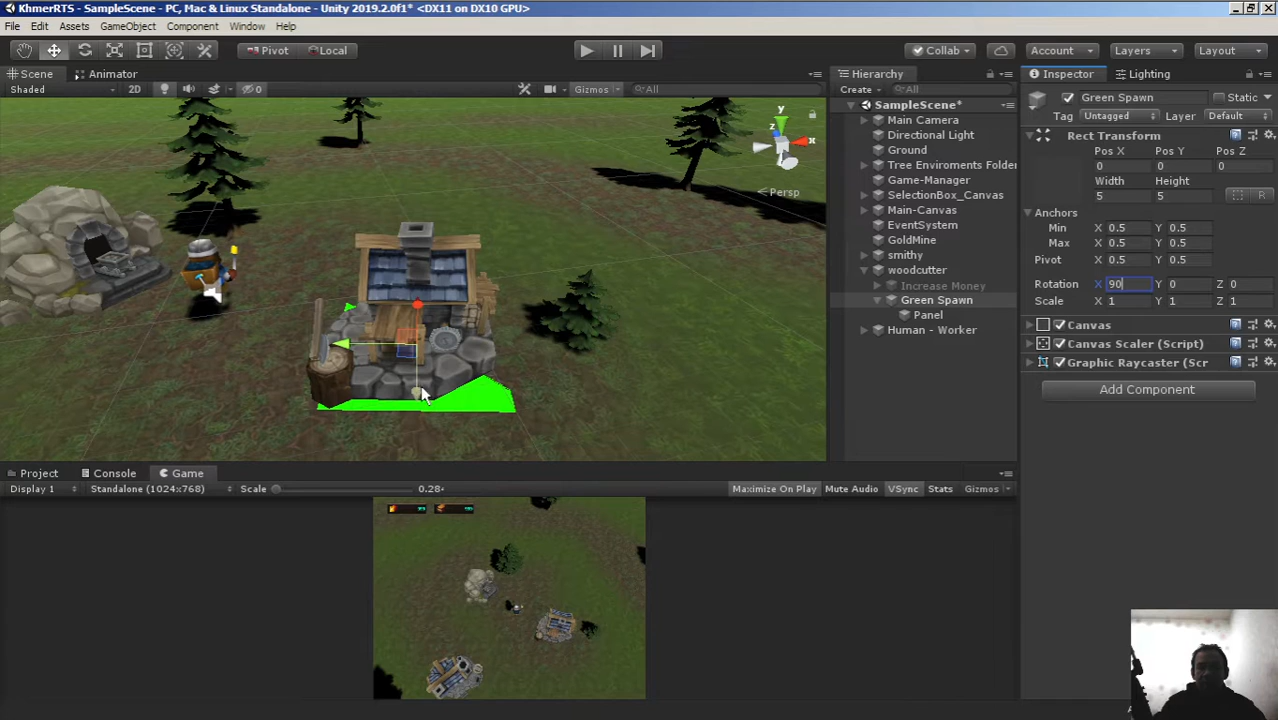 KhmerRTS - SampleScene - PC, Mac & Linux Standalone - Unity 2019.2.0f1* <DX11 on DX10 GPU>
File Edit Assets GameObject Component Window Help
Pivot Local Collab Account Layers Layout
Scene Animator
Shaded 2D 0 Gizmos All
y
z
x
Persp
Hierarchy
Create All
SampleScene*
Main Camera
Directional Light
Ground
Tree Enviroments Folder
Game-Manager
SelectionBox_Canvas
Main-Canvas
EventSystem
GoldMine
smithy
woodcutter
Increase Money
Green Spawn
Panel
Human - Worker
Inspector Lighting
Green Spawn Static
Tag Untagged Layer Default
Rect Transform
Pos X Pos Y Pos Z
0 0 0
Width Height
5 5 R
Anchors
Min X 0.5 Y 0.5
Max X 0.5 Y 0.5
Pivot X 0.5 Y 0.5
Rotation X 90 Y 0 Z 0
Scale X 1 Y 1 Z 1
Canvas
Canvas Scaler (Script)
Graphic Raycaster (Scr
Add Component
Project Console Game
Display 1 Standalone (1024x768) Scale 0.28× Maximize On Play Mute Audio VSync Stats Gizmos